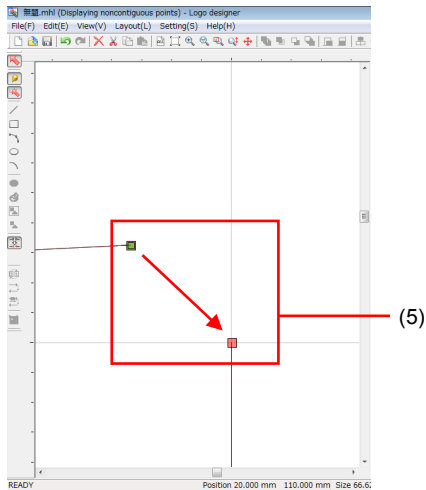 無題.mhl (Displaying noncontiguous points) - Logo designer
File(F) Edit(E) View(V) Layout(L) Setting(S) Help(H)
(5)
READY Position 20.000 mm 110.000 mm Size 66.62